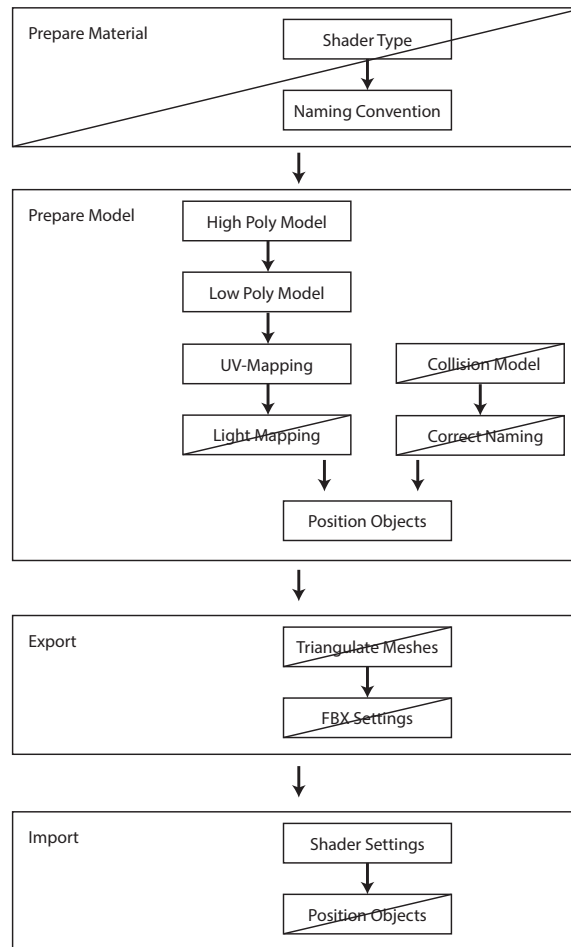 Prepare Material
Shader Type
Naming Convention
Prepare Model
High Poly Model
Low Poly Model
UV-Mapping
Collision Model
Light Mapping
Correct Naming
Position Objects
Export
Triangulate Meshes
FBX Settings
Import
Shader Settings
Position Objects